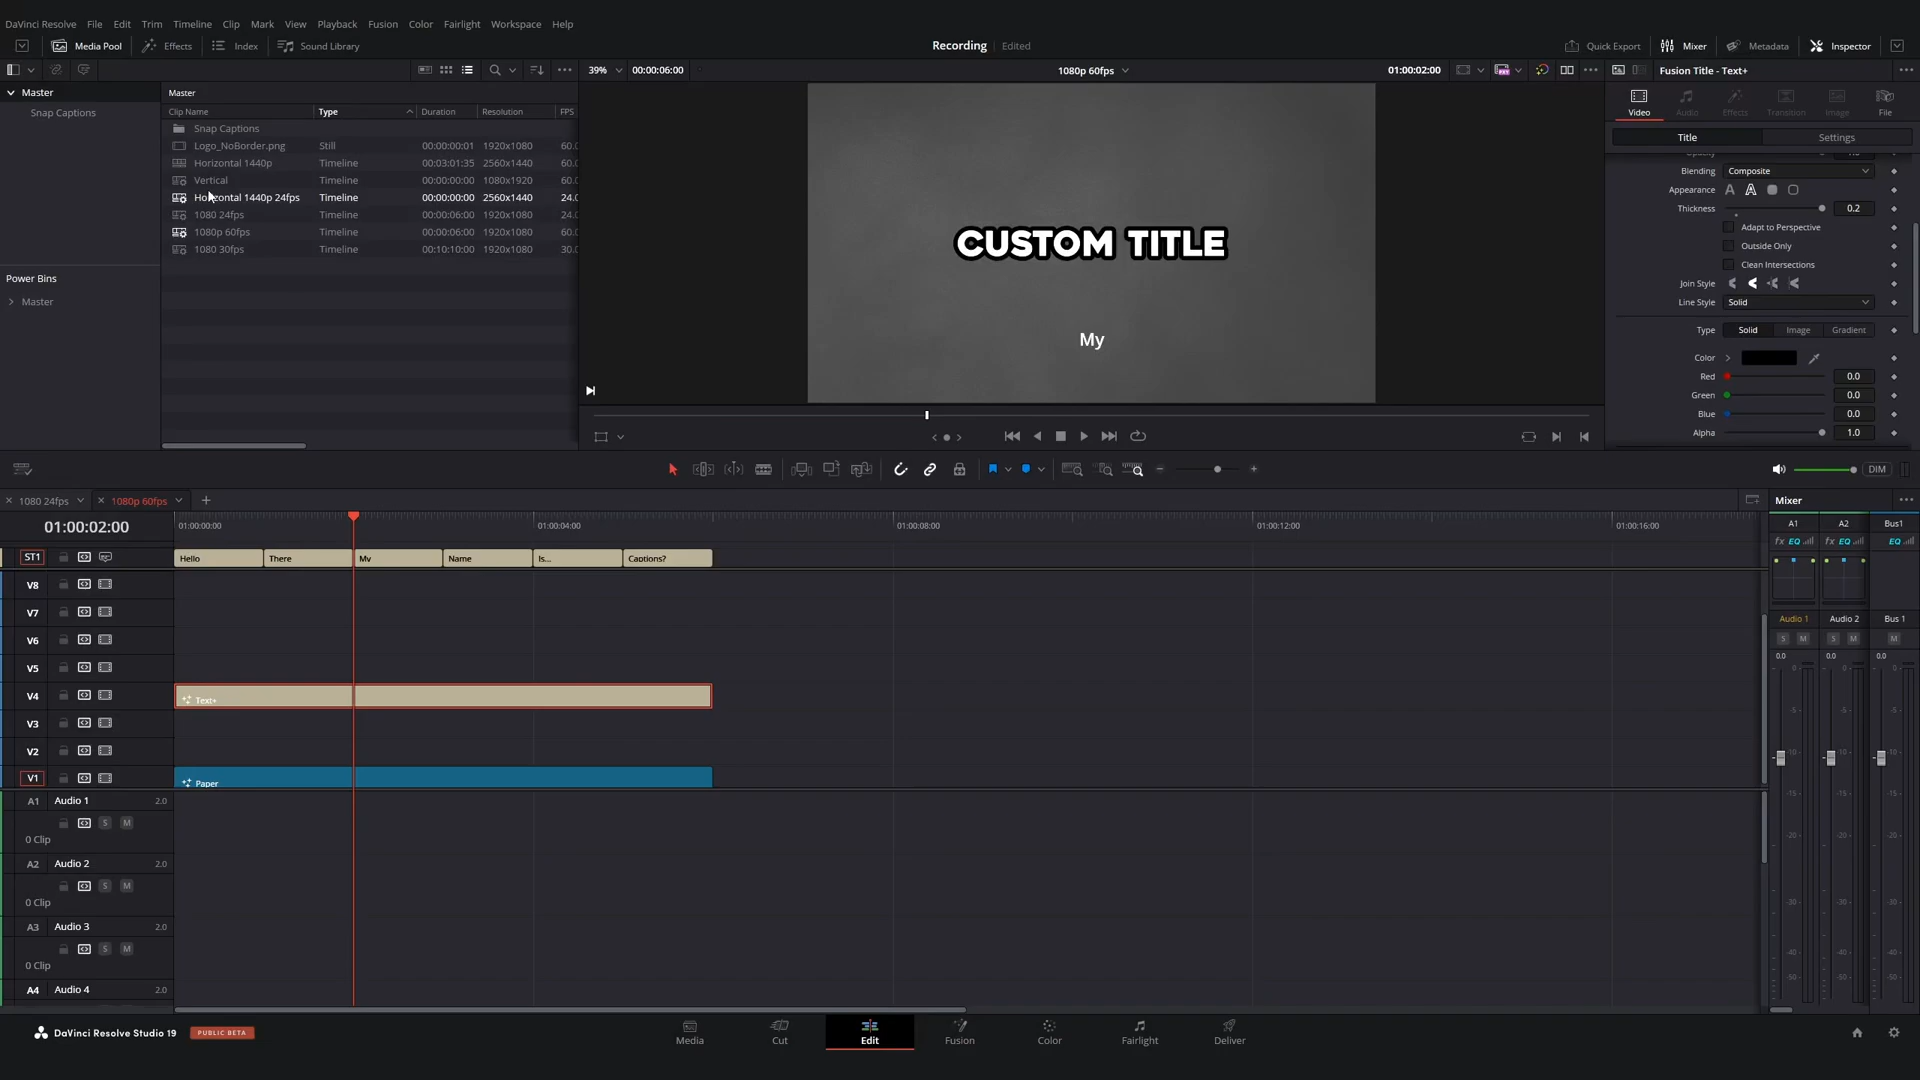 DaVinci Resolve File Edit Trim Timeline Clip Mark View Playback Fusion Color Fairlight Workspace Help
Media Pool Effects Index Sound Library Recording Edited Quick Export Mixer Metadata Inspector
39% 00:00:06:00 1080p 60fps 01:00:02:00 Fusion Title - Text+
Master
Snap Captions
Power Bins
Master
Master
Clip Name Type Duration Resolution FPS
Snap Captions
Logo_NoBorder.png Still 00:00:00:01 1920x1080 60.
Horizontal 1440p Timeline 00:03:01:35 2560x1440 60.
Vertical Timeline 00:00:00:00 1080x1920 60.
Horizontal 1440p 24fps Timeline 00:00:00:00 2560x1440 24.
1080 24fps Timeline 00:00:06:00 1920x1080 24.
1080p 60fps Timeline 00:00:06:00 1920x1080 60.
1080 30fps Timeline 00:10:10:00 1920x1080 30.
CUSTOM TITLE
My
Video Audio Effects Transition Image File
Title Settings
Blending Composite
Appearance
Thickness 0.2
Adapt to Perspective
Outside Only
Clean Intersections
Join Style
Line Style Solid
Type Solid Image Gradient
Color
Red 0.0
Green 0.0
Blue 0.0
Alpha 1.0
DIM
1080 24fps 1080p 60fps
01:00:02:00 01:00:00:00 01:00:04:00 01:00:08:00 01:00:12:00 01:00:16:00
ST1 Hello There My Name Is... Captions?
V8
V7
V6
V5
V4 Text+
V3
V2
V1 Paper
A1 Audio 1 2.0
S M
0 Clip
A2 Audio 2 2.0
S M
0 Clip
A3 Audio 3 2.0
S M
0 Clip
A4 Audio 4 2.0
Mixer
A1 A2 Bus1
fx EQ fx EQ EQ
Audio 1 Audio 2 Bus 1
S M S M M
0.0 0.0 0.0
DaVinci Resolve Studio 19 PUBLIC BETA
Media Cut Edit Fusion Color Fairlight Deliver